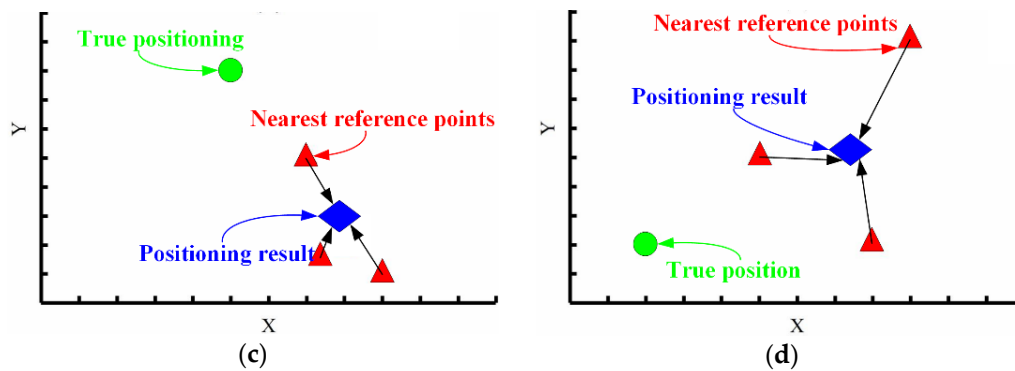 True positioning
Nearest reference points
Positioning result
Y
X
(c)
Nearest reference points
Positioning result
True position
Y
X
(d)